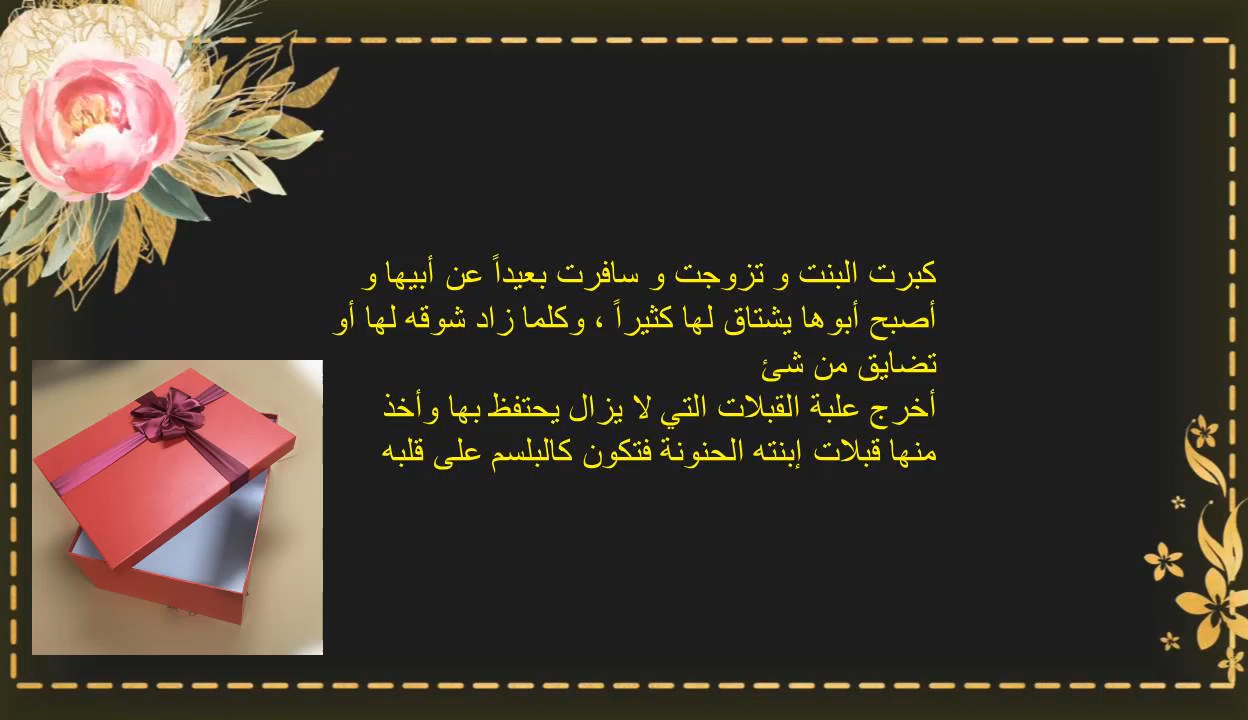 كبرت البنت و تزوجت و سافرت بعيداً عن أبيها و
أصبح أبوها يشتاق لها كثيراً ، وكلما زاد شوقه لها أو
تضايق من شئ
أخرج علبة القبلات التي لا يزال يحتفظ بها وأخذ
منها قبلات إبنته الحنونة فتكون كالبلسم على قلبه